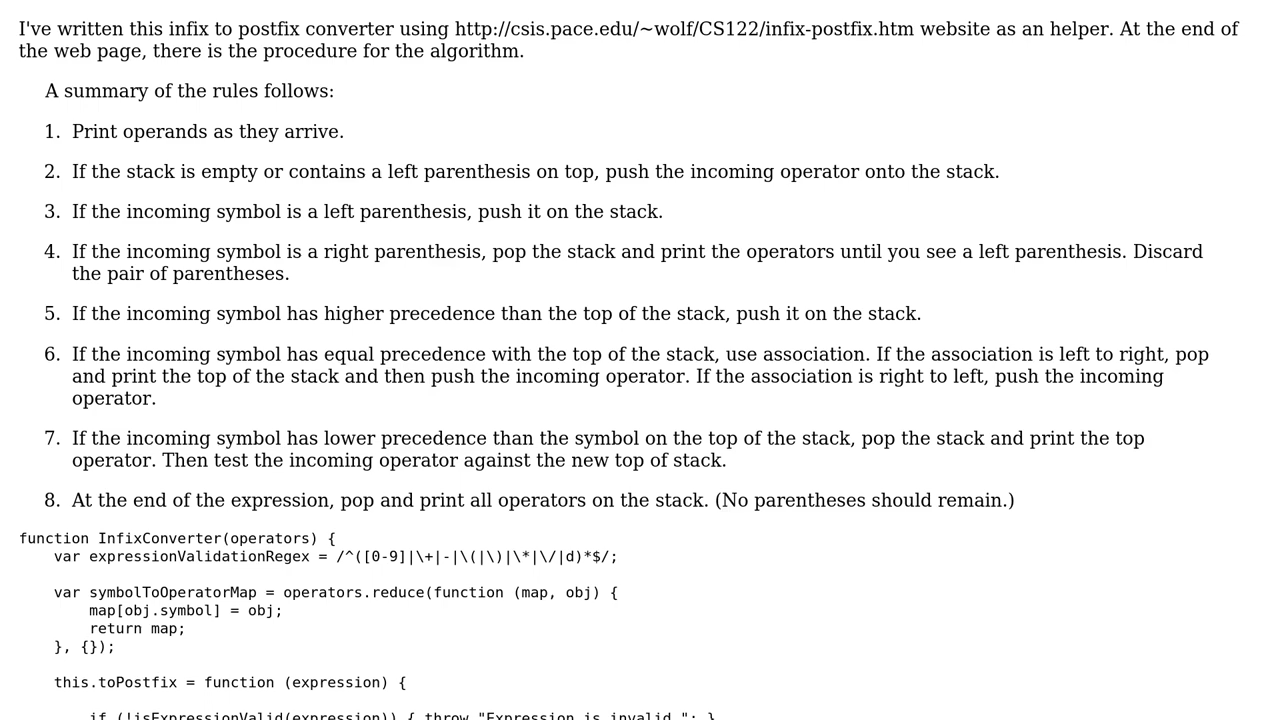 I've written this infix to postfix converter using http://csis.pace.edu/~wolf/CS122/infix-postfix.htm website as an helper. At the end of
the web page, there is the procedure for the algorithm.
A summary of the rules follows:
1. Print operands as they arrive.
2. If the stack is empty or contains a left parenthesis on top, push the incoming operator onto the stack.
3. If the incoming symbol is a left parenthesis, push it on the stack.
4. If the incoming symbol is a right parenthesis, pop the stack and print the operators until you see a left parenthesis. Discard
the pair of parentheses.
5. If the incoming symbol has higher precedence than the top of the stack, push it on the stack.
6. If the incoming symbol has equal precedence with the top of the stack, use association. If the association is left to right, pop
and print the top of the stack and then push the incoming operator. If the association is right to left, push the incoming
operator.
7. If the incoming symbol has lower precedence than the symbol on the top of the stack, pop the stack and print the top
operator. Then test the incoming operator against the new top of stack.
8. At the end of the expression, pop and print all operators on the stack. (No parentheses should remain.)
function InfixConverter(operators) {
    var expressionValidationRegex = /^([0-9]|\+|-|\(|\)|\*|\/|d)*$/;
    var symbolToOperatorMap = operators.reduce(function (map, obj) {
        map[obj.symbol] = obj;
        return map;
    }, {});
    this.toPostfix = function (expression) {
        if (!isExpressionValid(expression)) { throw "Expression is invalid."; }